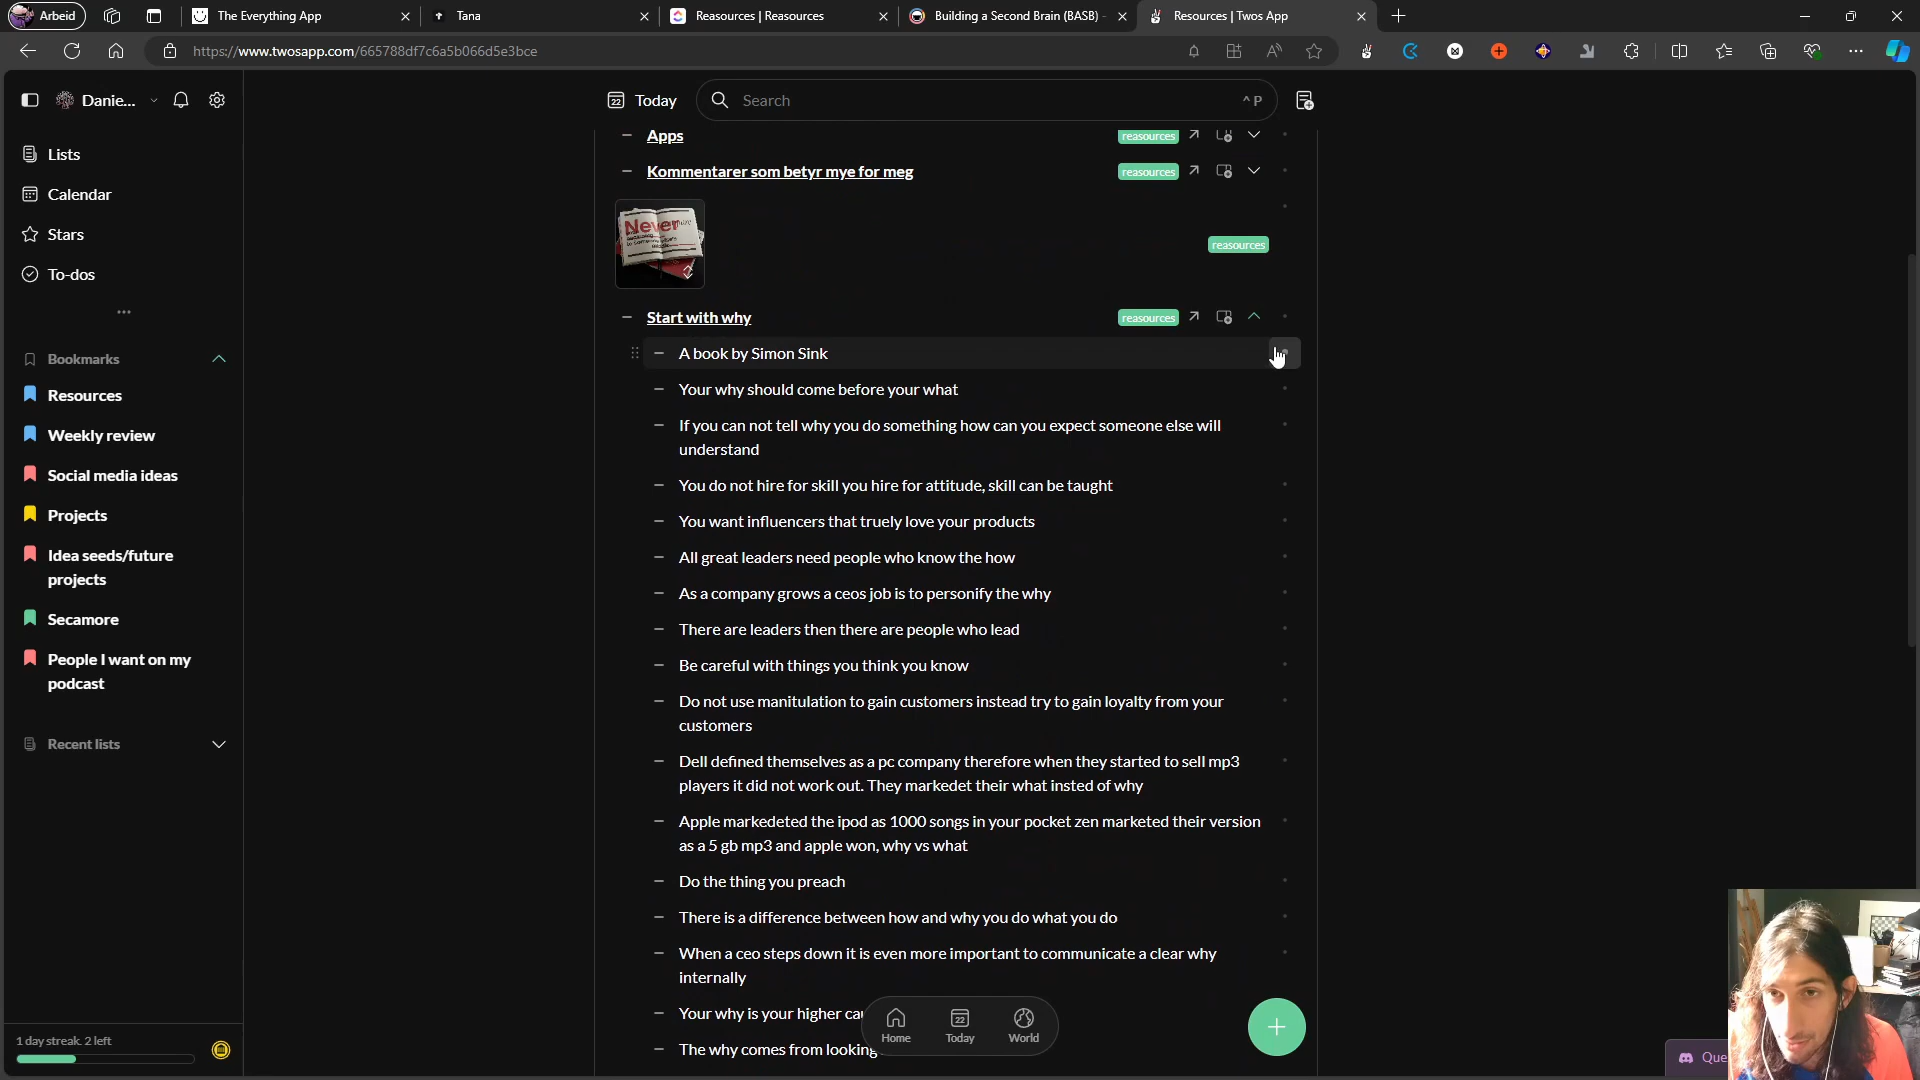 Arbeid
The Everything App
Tana
Reasources | Reasources
Building a Second Brain (BASB) -
Resources | Twos App
https://www.twosapp.com/665788df7c6a5b066d5e3bce
Danie...
Today
Search
^ P
Lists
Calendar
Stars
To-dos
Bookmarks
Resources
Weekly review
Social media ideas
Projects
Idea seeds/future
projects
Secamore
People I want on my
podcast
Recent lists
1 day streak. 2 left
Apps
reasources
Kommentarer som betyr mye for meg
reasources
Never
reasources
Start with why
reasources
A book by Simon Sink
Your why should come before your what
If you can not tell why you do something how can you expect someone else will
understand
You do not hire for skill you hire for attitude, skill can be taught
You want influencers that truely love your products
All great leaders need people who know the how
As a company grows a ceos job is to personify the why
There are leaders then there are people who lead
Be careful with things you think you know
Do not use manitulation to gain customers instead try to gain loyalty from your
customers
Dell defined themselves as a pc company therefore when they started to sell mp3
players it did not work out. They markedet their what insted of why
Apple markedeted the ipod as 1000 songs in your pocket zen marketed their version
as a 5 gb mp3 and apple won, why vs what
Do the thing you preach
There is a difference between how and why you do what you do
When a ceo steps down it is even more important to communicate a clear why
internally
Your why is your higher cau
The why comes from looking
Home
Today
World
Que